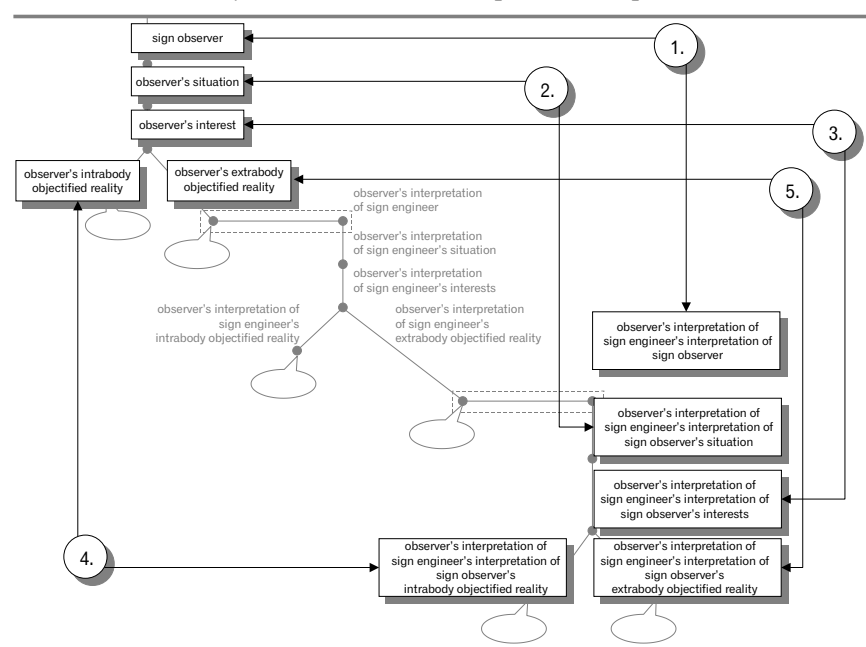 sign observer
1.
observer's situation
2.
observer's interest
3.
observer's intrabody
objectified reality
observer's extrabody
objectified reality
5.
observer's interpretation
of sign engineer
observer's interpretation
of sign engineer's situation
observer's interpretation
of sign engineer's interests
observer's interpretation of
sign engineer's
intrabody objectified reality
observer's interpretation
of sign engineer's
extrabody objectified reality
observer's interpretation of
sign engineer's interpretation of
sign observer
observer's interpretation of
sign engineer's interpretation of
sign observer's situation
observer's interpretation of
sign engineer's interpretation of
sign observer's interests
4.
observer's interpretation of
sign engineer's interpretation of
sign observer's
intrabody objectified reality
observer's interpretation of
sign engineer's interpretation of
sign observer's
extrabody objectified reality